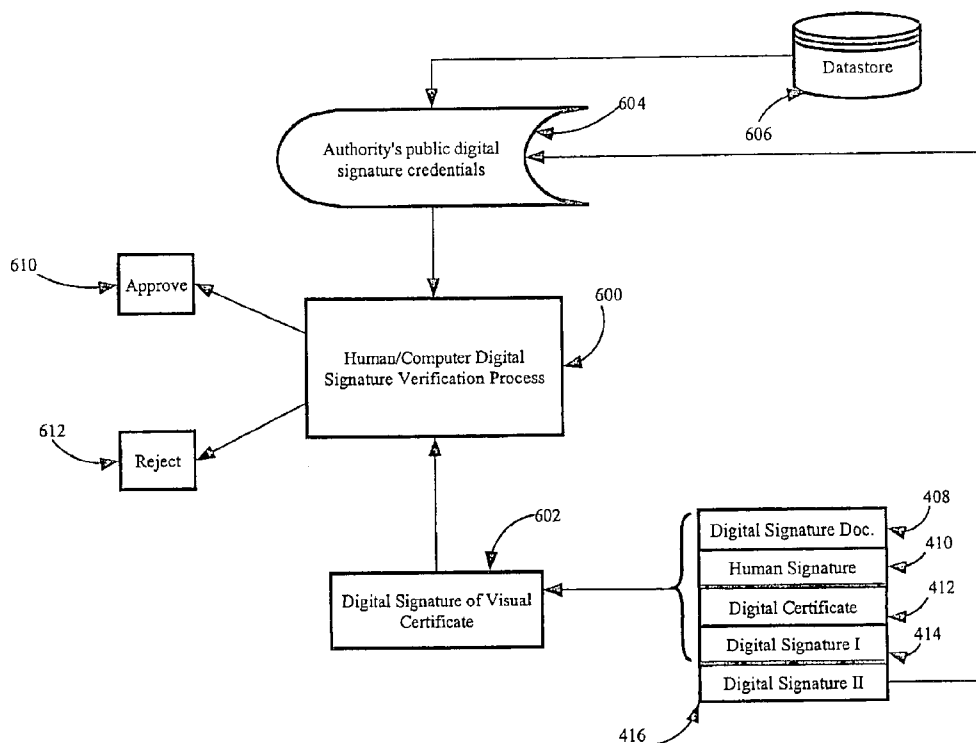 Datastore
604
606
Authority's public digital
signature credentials
610
Approve
600
Human/Computer Digital
Signature Verification Process
612
Reject
602
Digital Signature of Visual
Certificate
Digital Signature Doc.
408
Human Signature
410
Digital Certificate
412
Digital Signature I
414
Digital Signature II
416